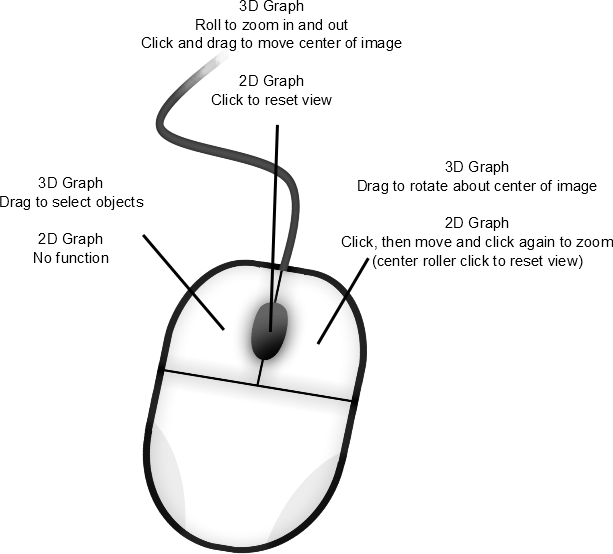 3D Graph
Roll to zoom in and out
Click and drag to move center of image
2D Graph
Click to reset view
3D Graph
Drag to select objects
2D Graph
No function
3D Graph
Drag to rotate about center of image
2D Graph
Click, then move and click again to zoom
(center roller click to reset view)